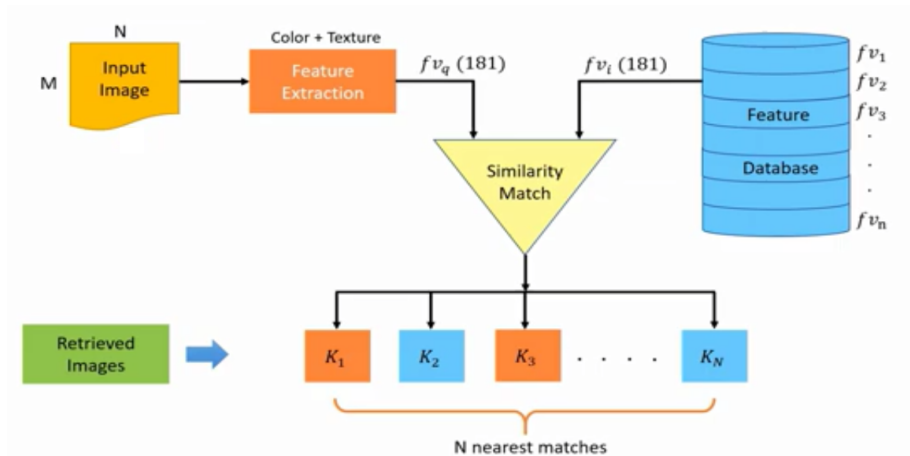 N
M
Input
Image
Color + Texture
Feature
Extraction
fv_q (181)
fv_i (181)
Feature
Database
fv_1
fv_2
fv_3
.
.
.
fv_n
Similarity
Match
Retrieved
Images
K_1
K_2
K_3
. . . .
K_N
N nearest matches